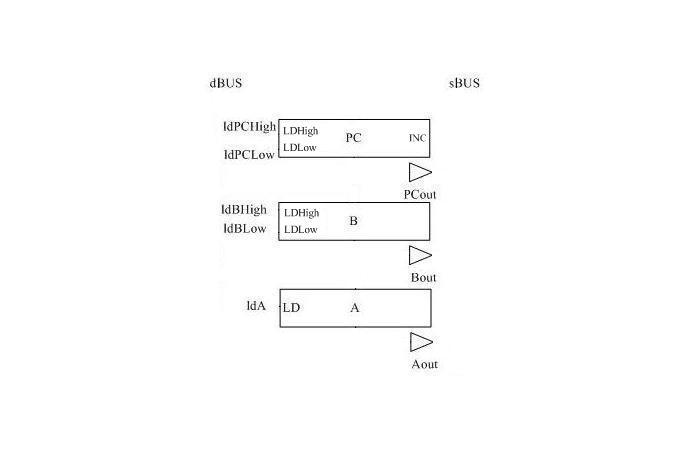 dBUS sBUS
ldPCHigh LDHigh PC INC
ldPCLow LDLow
PCout
ldBHigh LDHigh B
ldBLow LDLow
Bout
ldA LD A
Aout